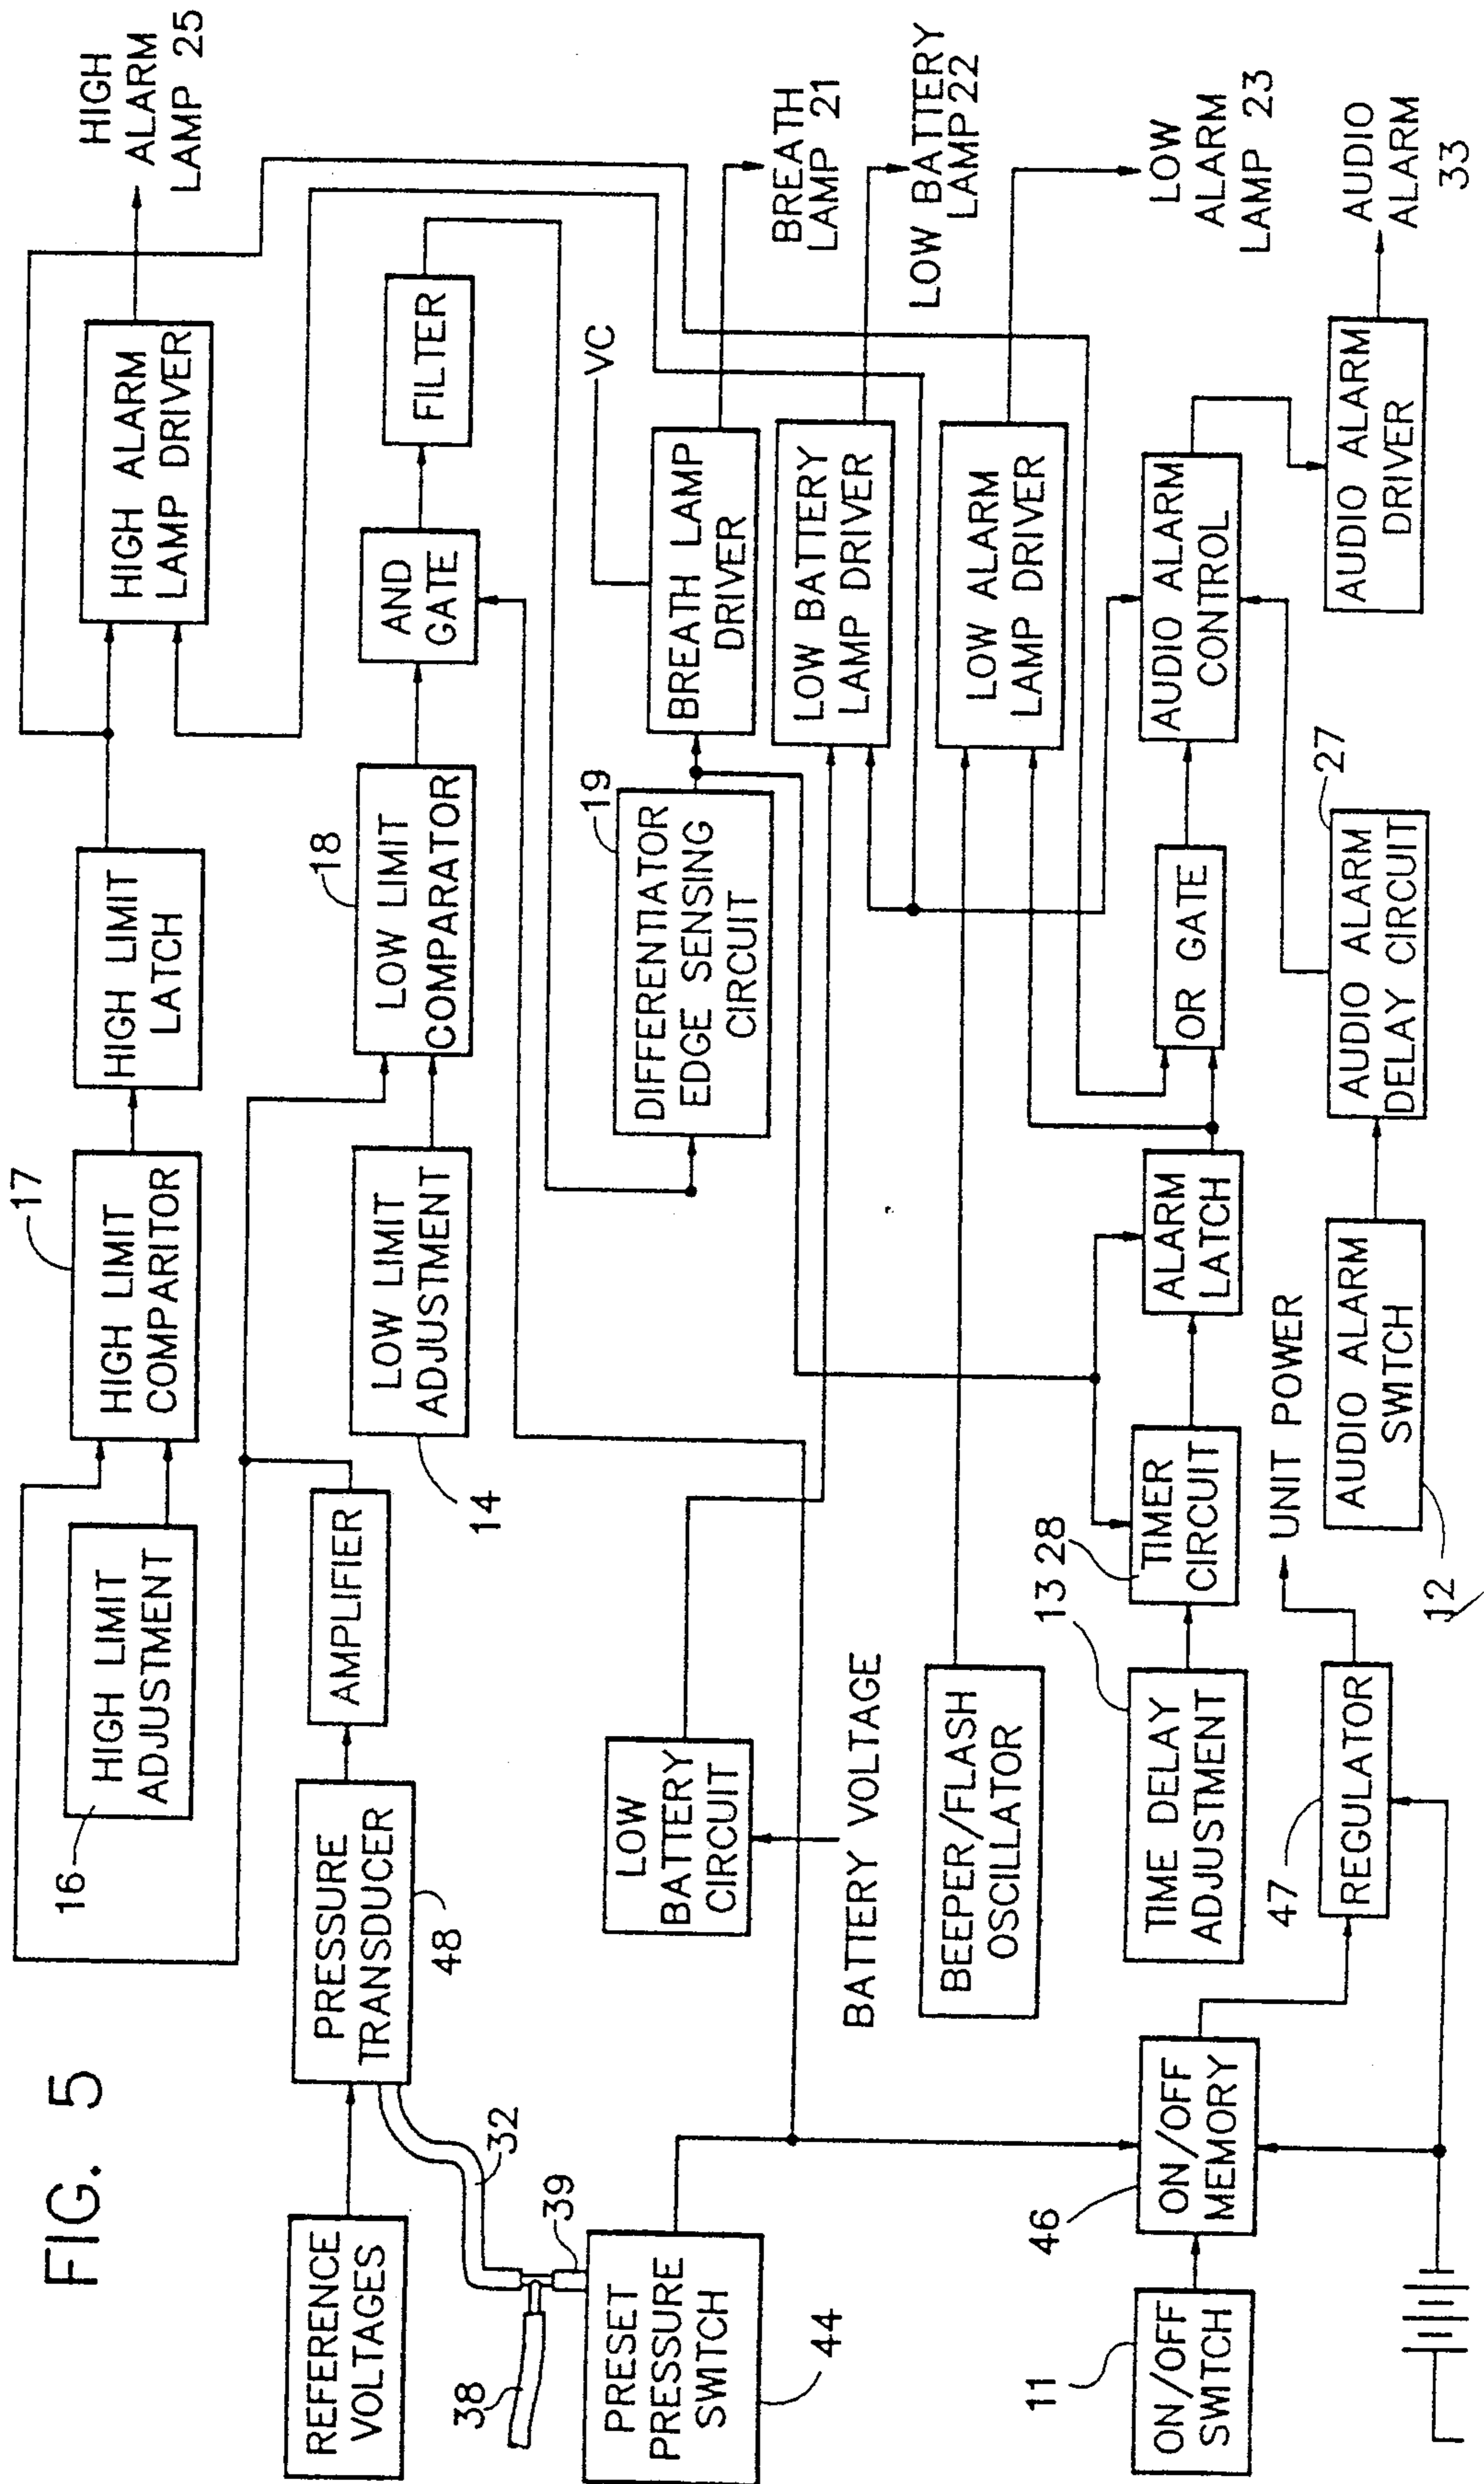 FIG. 5
HIGH
ALARM
LAMP 25
17
HIGH LIMIT
COMPARITOR
HIGH LIMIT
LATCH
HIGH ALARM
LAMP DRIVER
16
HIGH LIMIT
ADJUSTMENT
REFERENCE
VOLTAGES
PRESSURE
TRANSDUCER
48
AMPLIFIER
LOW LIMIT
ADJUSTMENT
14
18
LOW LIMIT
COMPARATOR
AND
GATE
FILTER
32
38
39
PRESET
PRESSURE
SWITCH
44
LOW
BATTERY
CIRCUIT
BATTERY VOLTAGE
19
DIFFERENTIATOR
EDGE SENSING
CIRCUIT
VC
BREATH LAMP
DRIVER
BREATH
LAMP 21
LOW BATTERY
LAMP DRIVER
LOW BATTERY
LAMP 22
BEEPER/FLASH
OSCILLATOR
LOW ALARM
LAMP DRIVER
LOW
ALARM
LAMP 23
11
ON/OFF
SWITCH
46
ON/OFF
MEMORY
13
TIME DELAY
ADJUSTMENT
28
TIMER
CIRCUIT
ALARM
LATCH
OR GATE
AUDIO ALARM
CONTROL
47
REGULATOR
UNIT POWER
AUDIO ALARM
SWITCH
12
27
AUDIO ALARM
DELAY CIRCUIT
AUDIO ALARM
DRIVER
AUDIO
ALARM
33